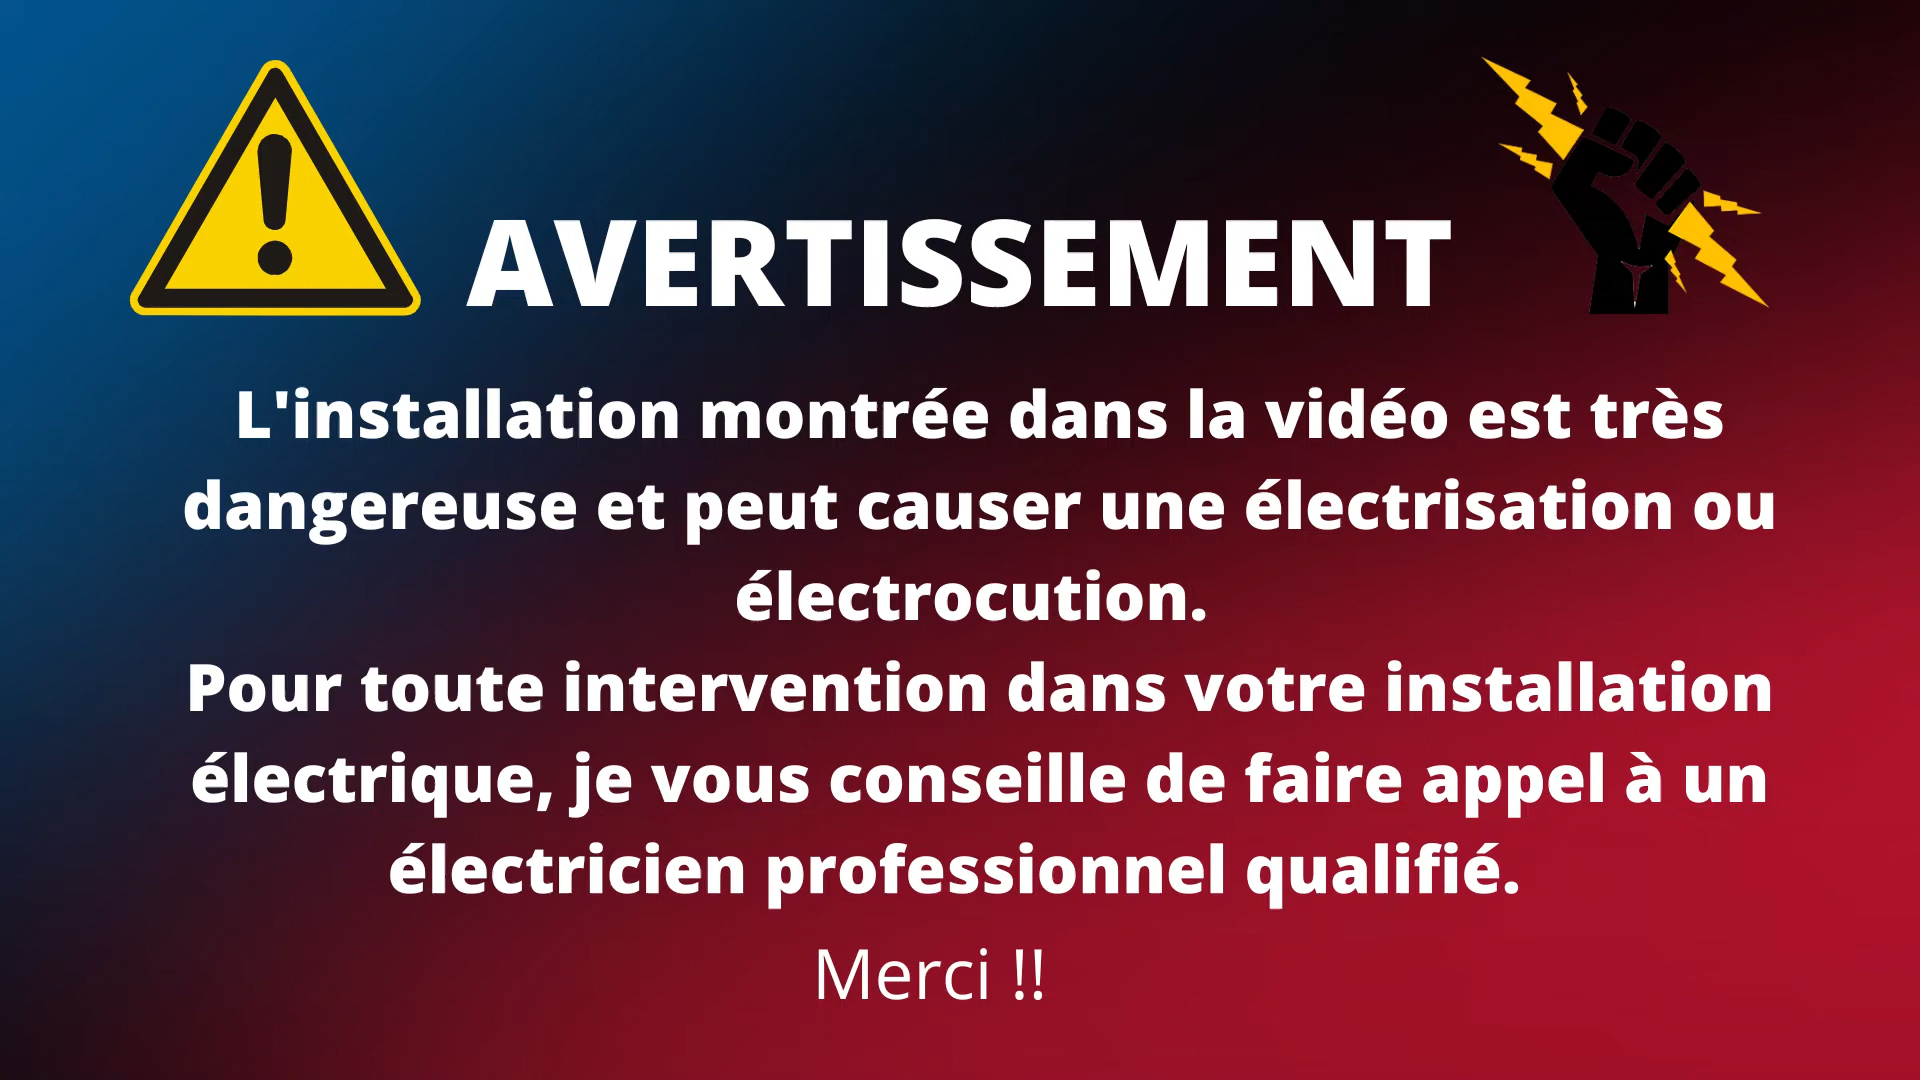 AVERTISSEMENT
L'installation montrée dans la vidéo est très
dangereuse et peut causer une électrisation ou
électrocution.
Pour toute intervention dans votre installation
électrique, je vous conseille de faire appel à un
électricien professionnel qualifié.
Merci !!